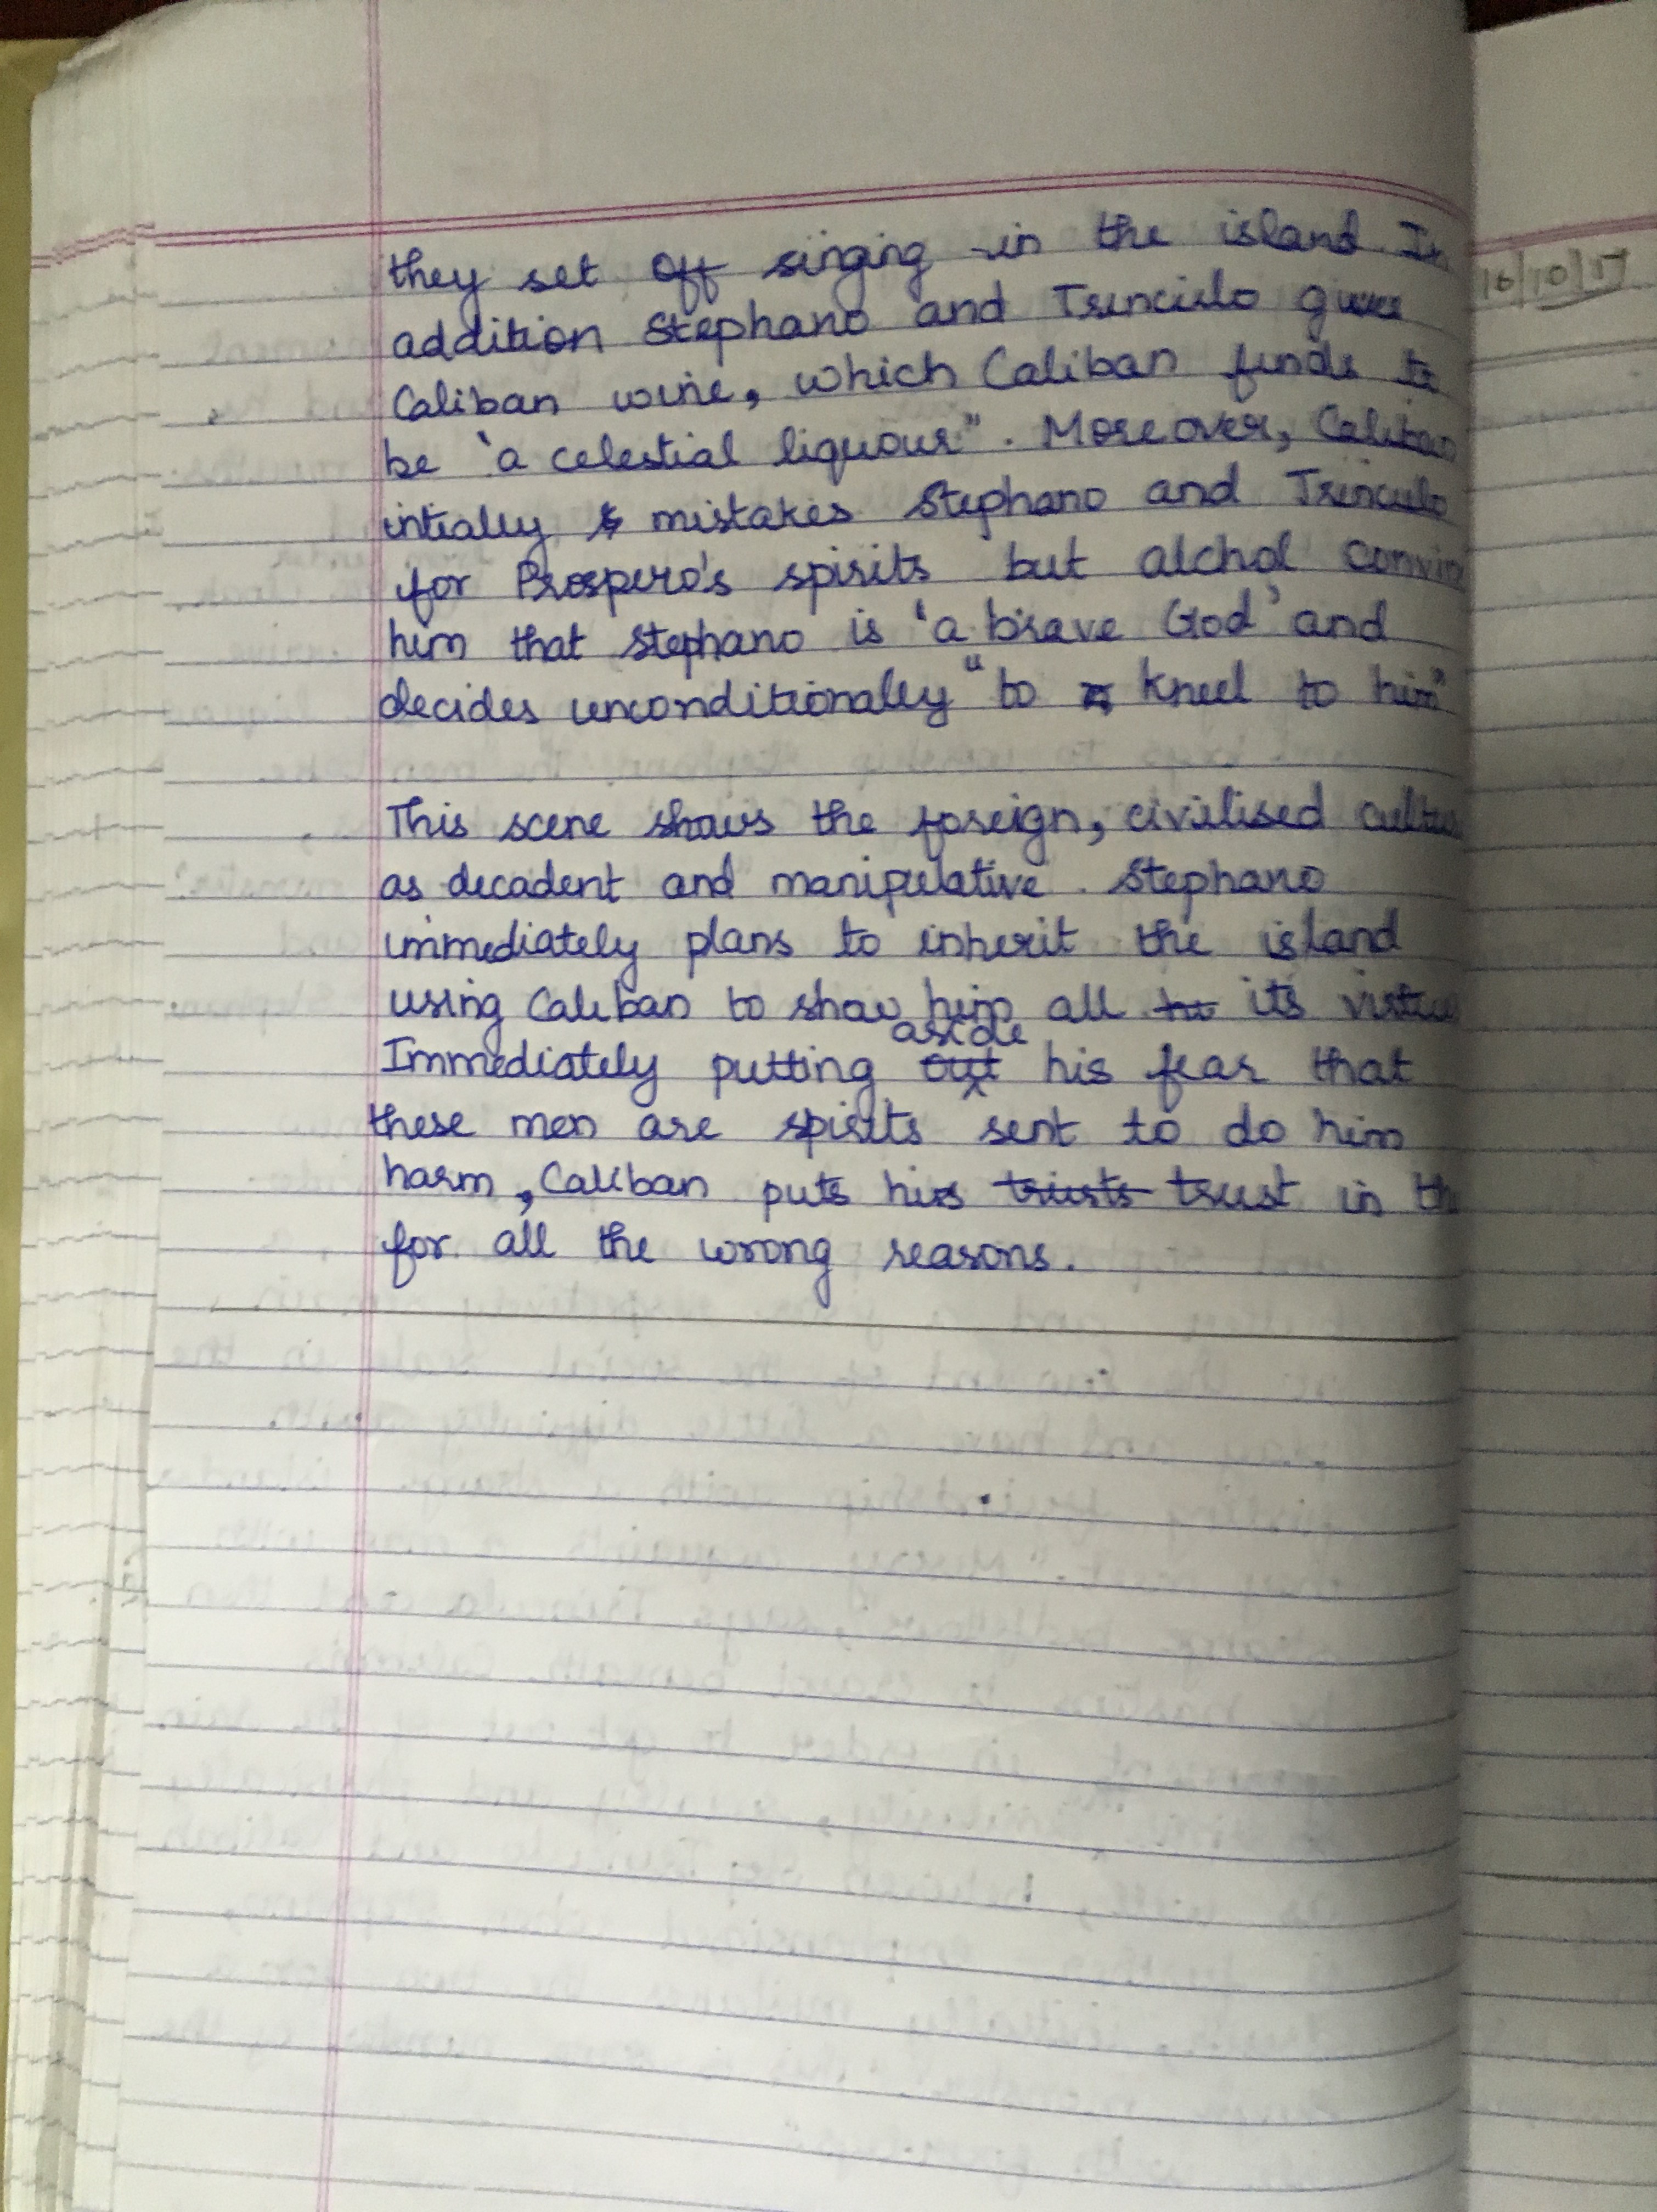 they set off singing in the island. In
addition Stephano and Trinculo gives
Caliban wine, which Caliban finds to
be 'a celestial liquour". Moreover, Caliban
intially mistakes Stephano and Trinculo
for Prospero's spirits but alchol convin
him that Stephano is 'a brave God' and
decides unconditionally "to kneel to him"
This scene shows the foreign, civilised cultu
as decadent and manipulative. Stephano
immediately plans to inherit the island
using Caliban to show him all its virtue
Immediately putting aside his fear that
these men are spirits sent to do him
harm, Caliban puts his trust in th
for all the wrong reasons.
16/10/17